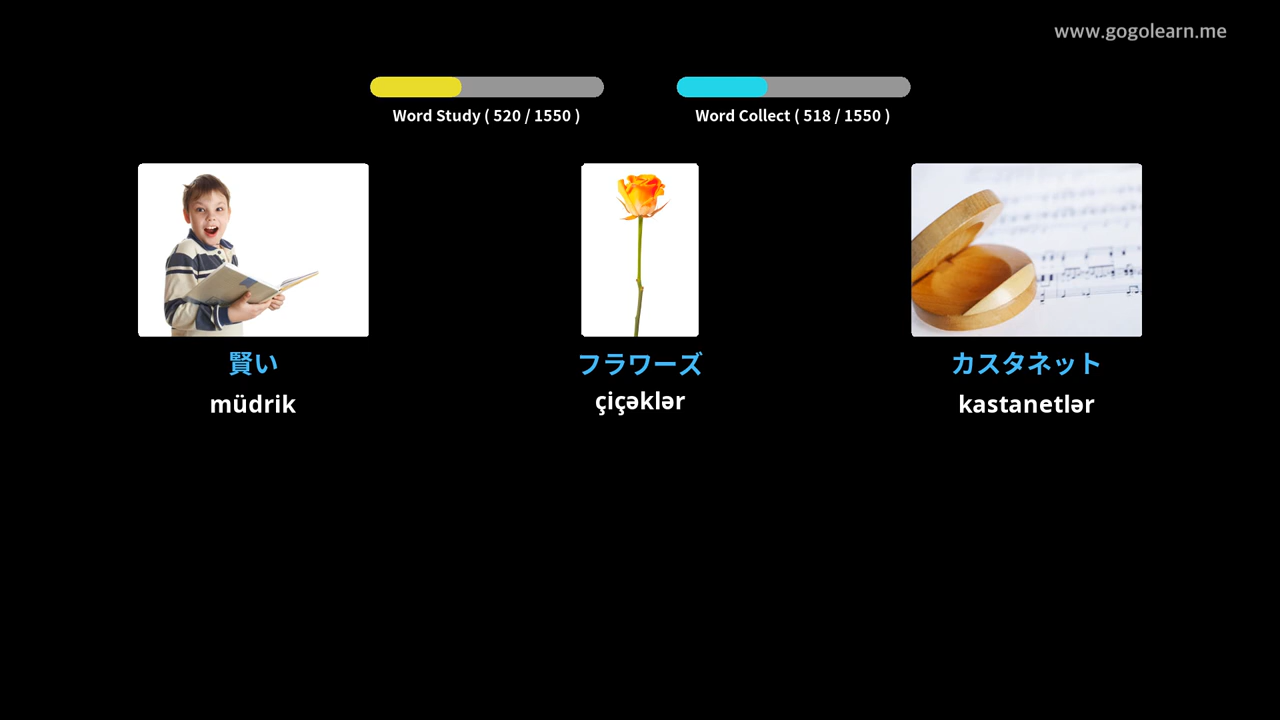 www.gogolearn.me
Word Study ( 520 / 1550 )
Word Collect ( 518 / 1550 )
賢い
フラワーズ
カスタネット
müdrik
çiçəklər
kastanetlər